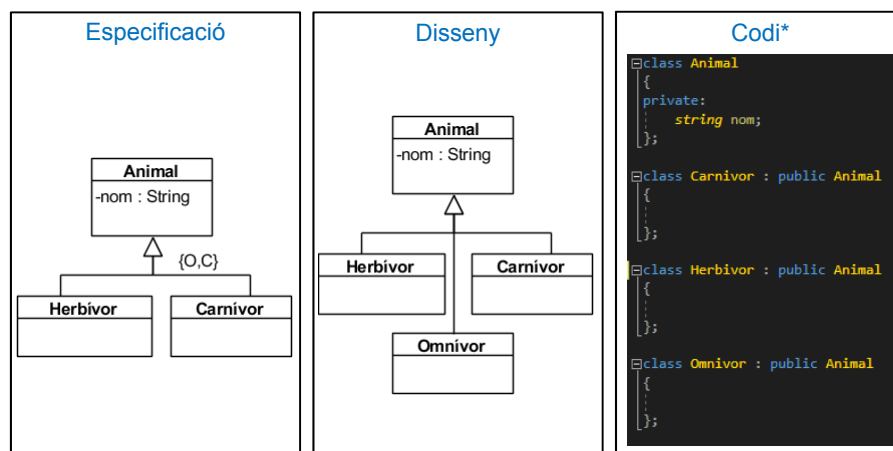 Especificació
Animal
-nom : String
{O,C}
Herbívor
Carnívor
Disseny
Animal
-nom : String
Herbívor
Carnívor
Omnívor
Codi*
class Animal
{
private:
string nom;
};
class Carnivor : public Animal
{
};
class Herbivor : public Animal
{
};
class Omnivor : public Animal
{
};